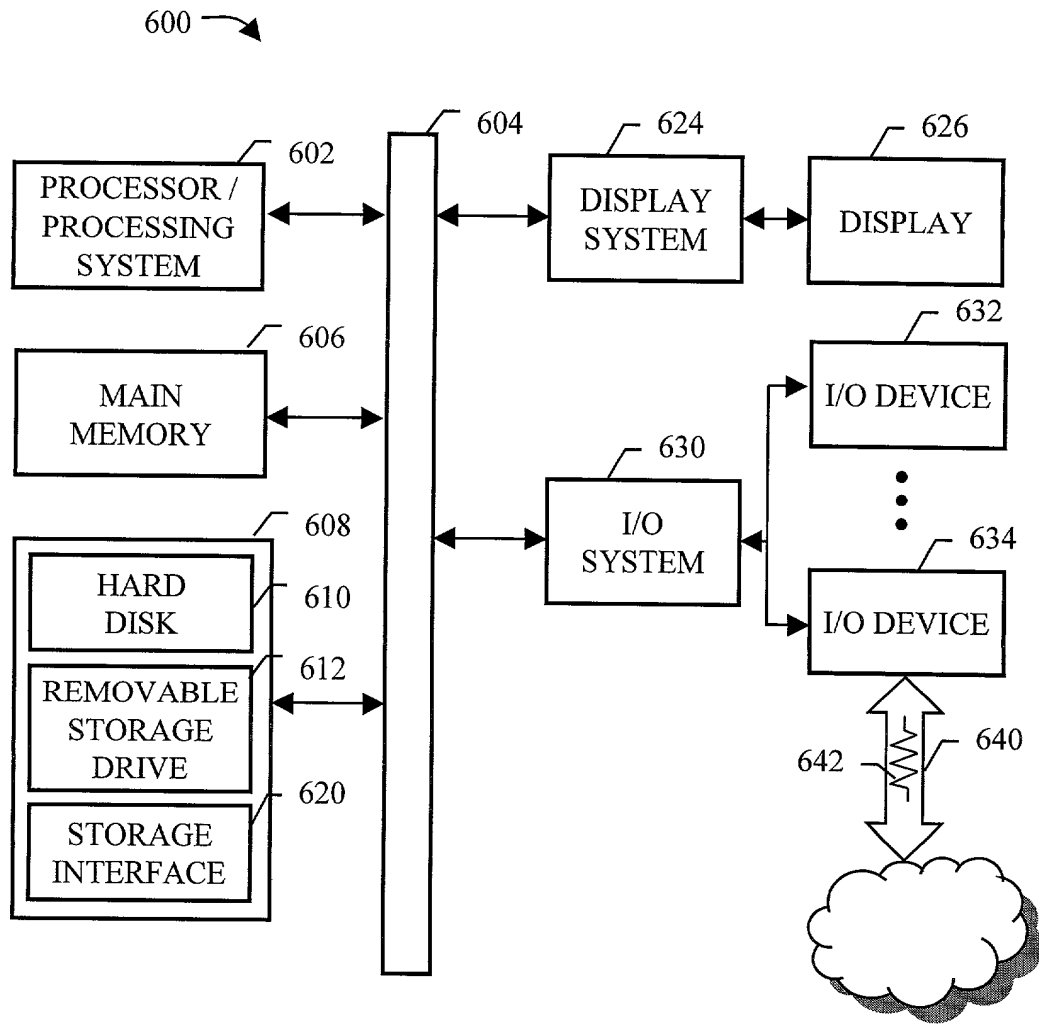 600
604
624
626
602
PROCESSOR /
PROCESSING
SYSTEM
DISPLAY
SYSTEM
DISPLAY
606
MAIN
MEMORY
632
I/O DEVICE
630
I/O
SYSTEM
634
I/O DEVICE
608
HARD
DISK
610
612
REMOVABLE
STORAGE
DRIVE
620
STORAGE
INTERFACE
642
640